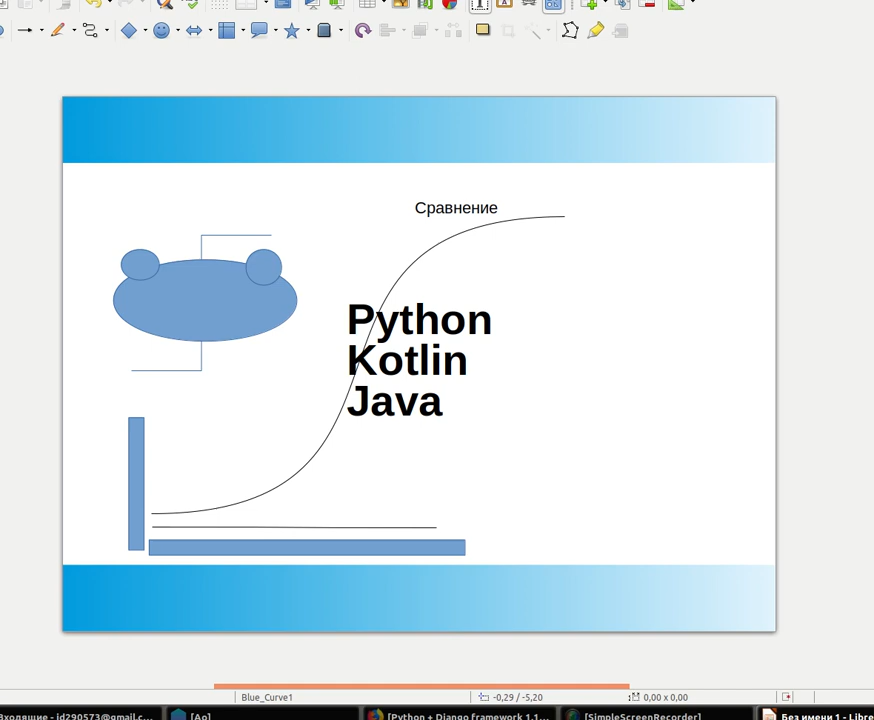 Сравнение
Python
Kotlin
Java
Blue_Curve1
-0,29 / -5,20
0,00 x 0,00
Входящие - id290573@gmail.c...
[Ao]
[Python + Django framework 1.1...
[SimpleScreenRecorder]
Без имени 1 - Libre